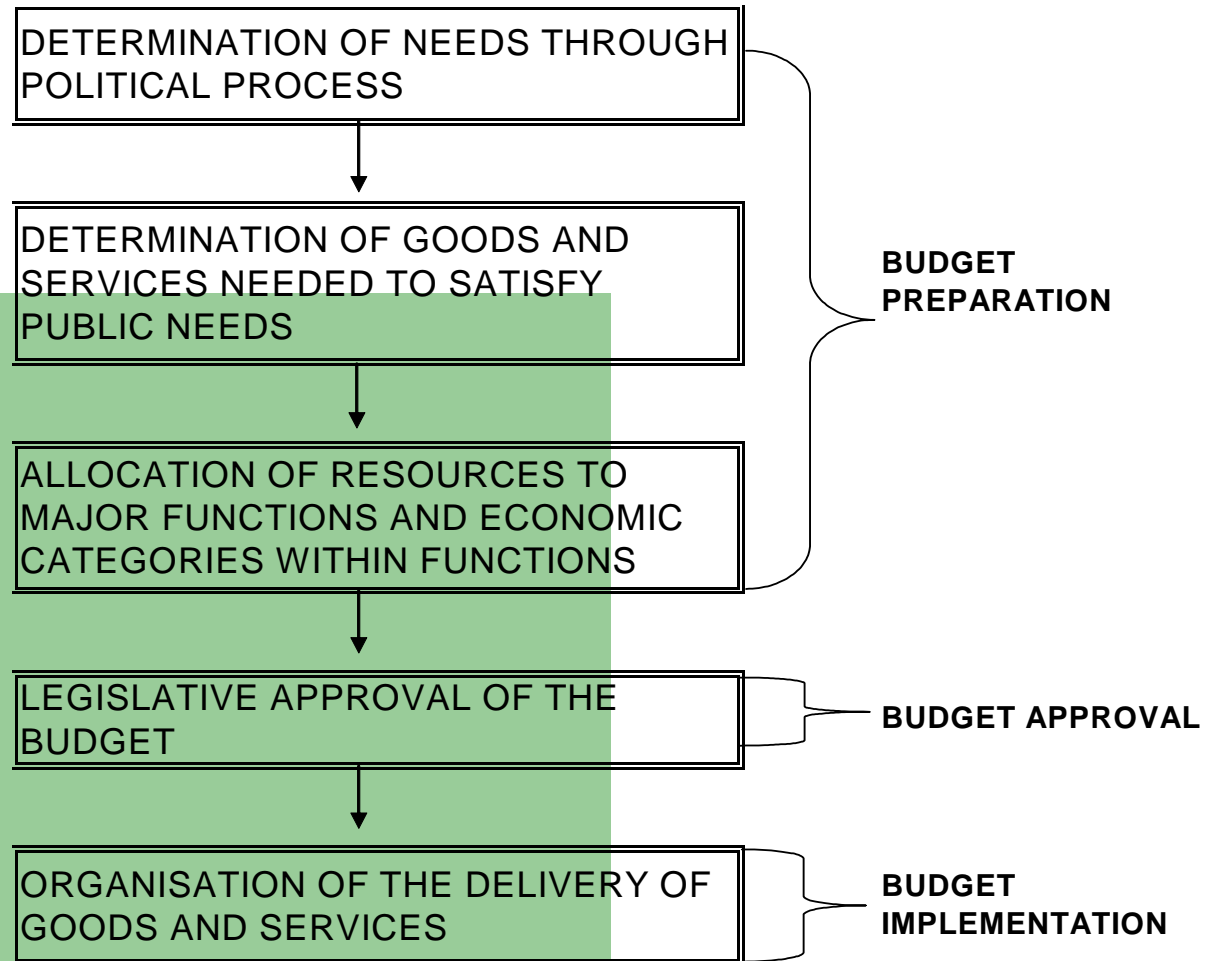 DETERMINATION OF NEEDS THROUGH
POLITICAL PROCESS
DETERMINATION OF GOODS AND
SERVICES NEEDED TO SATISFY
PUBLIC NEEDS
BUDGET
PREPARATION
ALLOCATION OF RESOURCES TO
MAJOR FUNCTIONS AND ECONOMIC
CATEGORIES WITHIN FUNCTIONS
LEGISLATIVE APPROVAL OF THE
BUDGET
BUDGET APPROVAL
ORGANISATION OF THE DELIVERY OF
GOODS AND SERVICES
BUDGET
IMPLEMENTATION